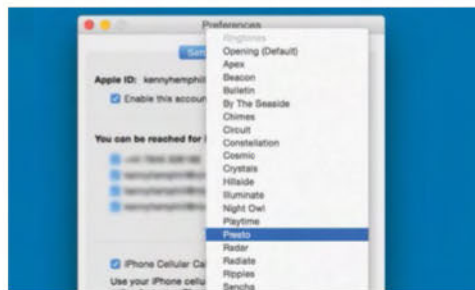 Preferences
Ringtones
Opening (Default)
Apex
Apple ID: kennyhemphill
Beacon
Enable this account
Bulletin
By The Seaside
Chimes
You can be reached for
Circuit
Constellation
Cosmic
Crystals
Hillside
Illuminate
Night Owl
Playtime
Presto
Radar
iPhone Cellular Cal
Radiate
Use your iPhone cellu
Ripples
Sencha